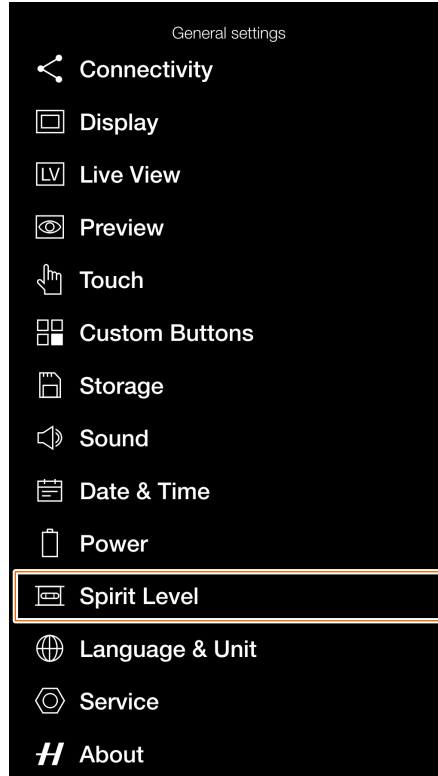 General settings
Connectivity
Display
LV Live View
Preview
Touch
Custom Buttons
Storage
Sound
Date & Time
Power
Spirit Level
Language & Unit
Service
H About